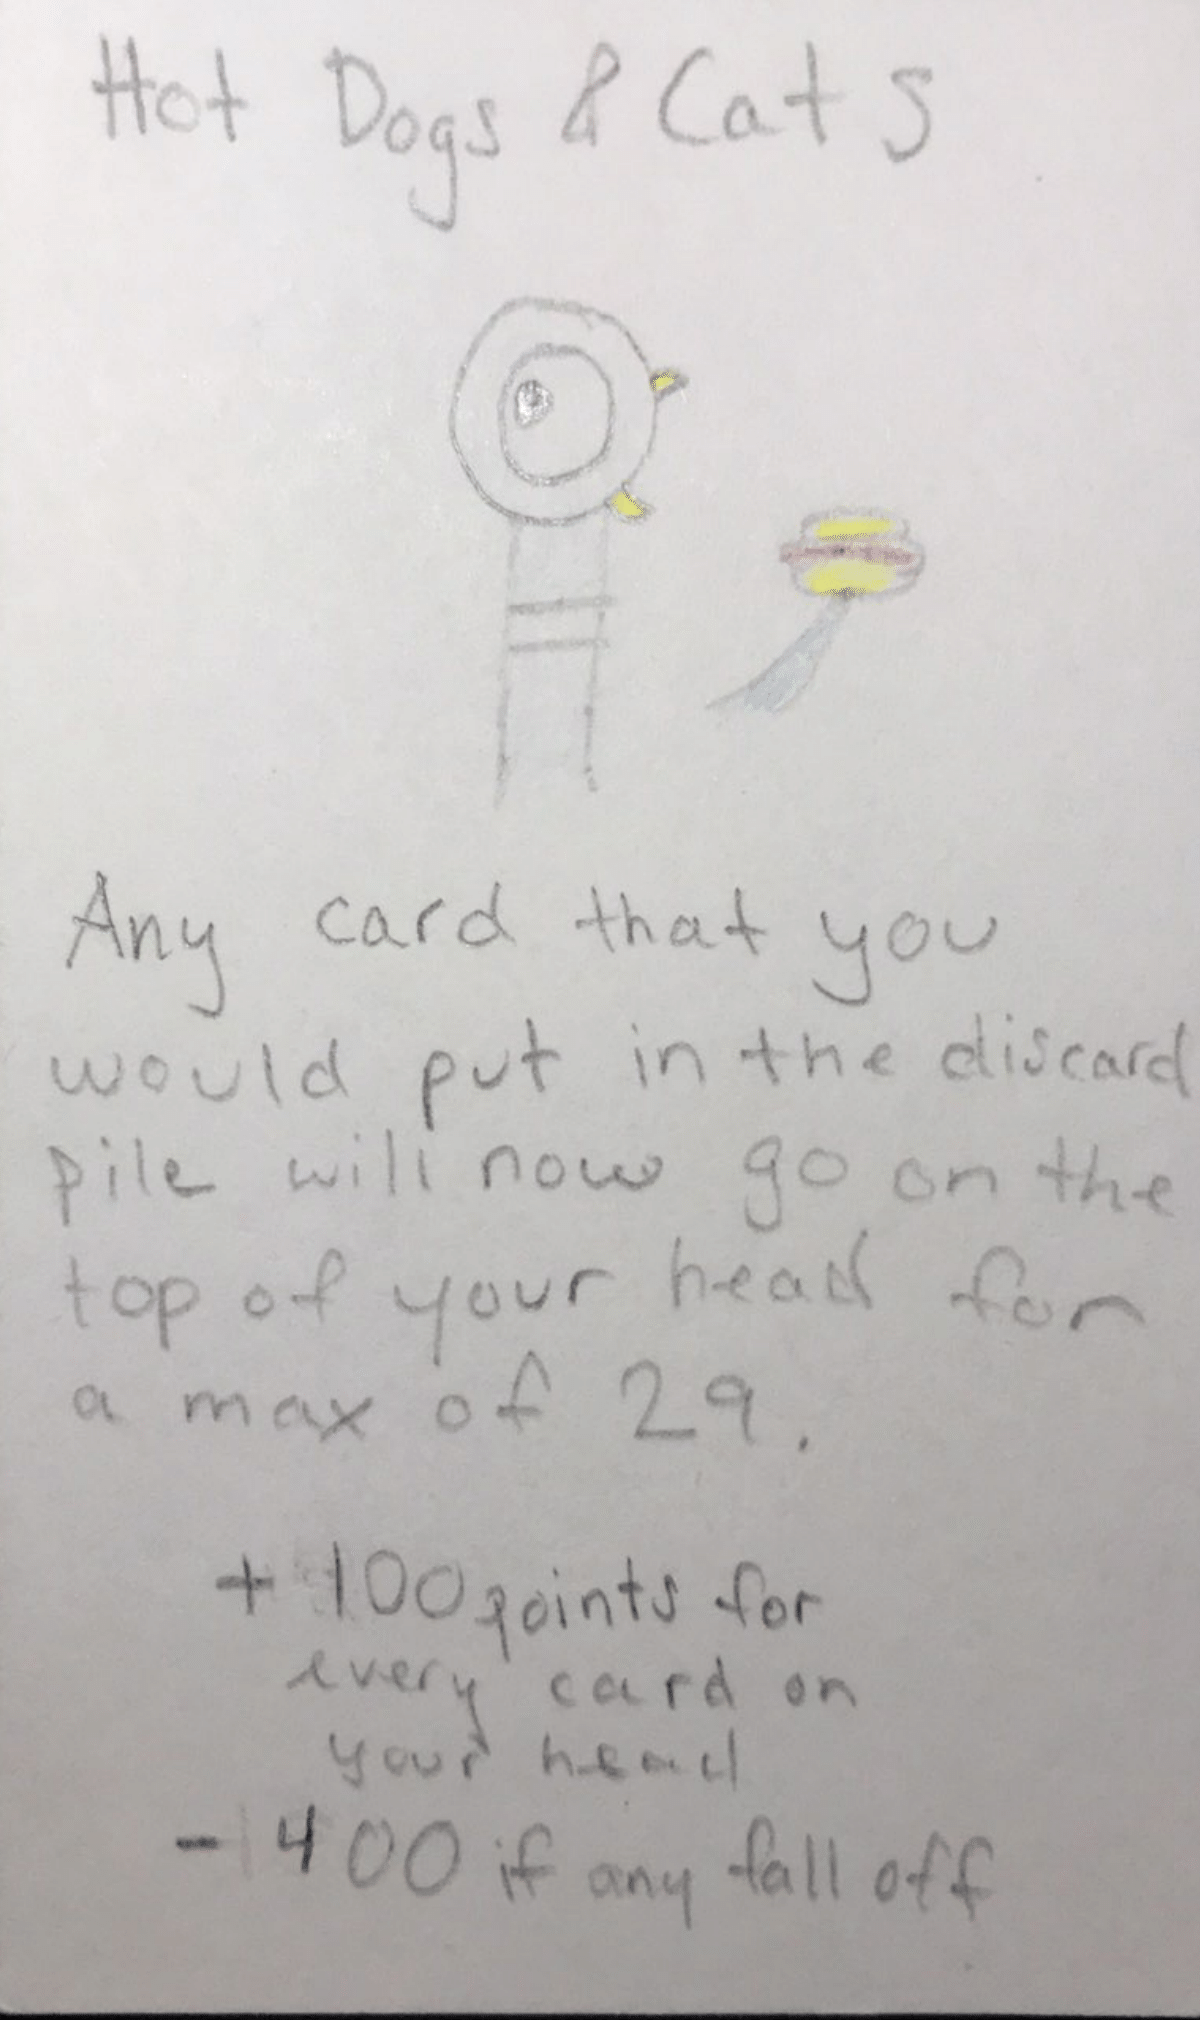 Hot Dogs & Cats
Any card that you
would put in the discard
pile will now go on the
top of your head for
a max of 29.
+ 100 points for
every card on
your head
- 400 if any fall off